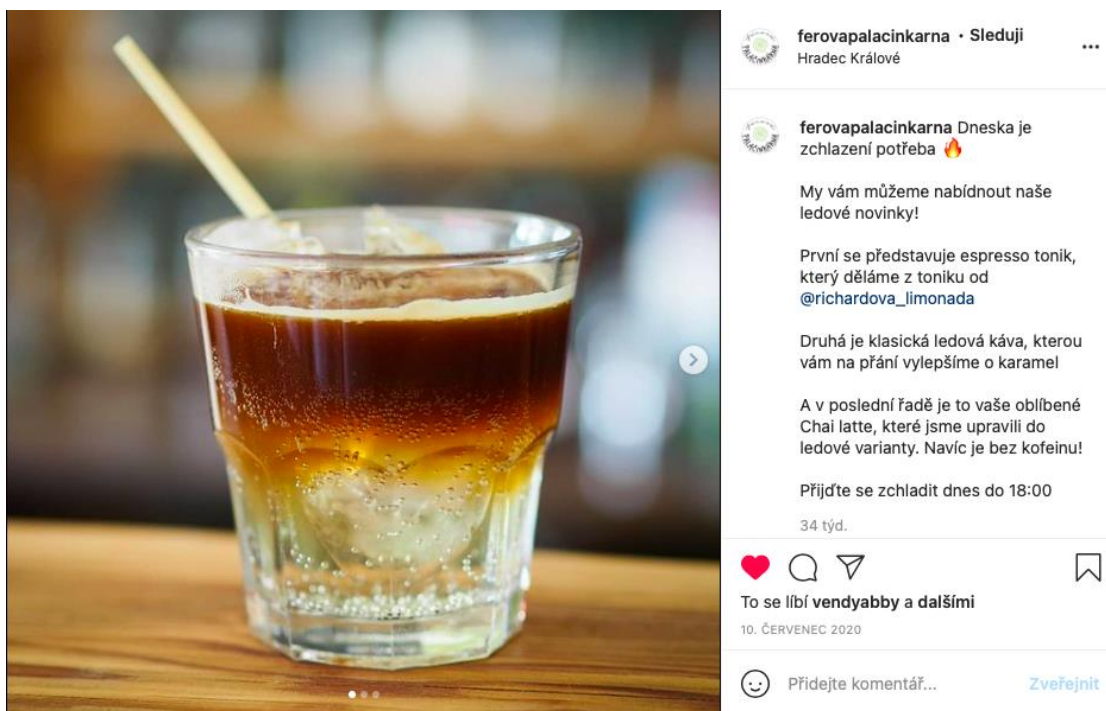 ferovapalacinkarna • Sleduji
Hradec Králové
ferovapalacinkarna Dneska je
zchlazení potřeba 🔥
My vám můžeme nabídnout naše
ledové novinky!
První se představuje espresso tonik,
který děláme z toniku od
@richardova_limonada
Druhá je klasická ledová káva, kterou
vám na přání vylepšíme o karamel
A v poslední řadě je to vaše oblíbené
Chai latte, které jsme upravili do
ledové varianty. Navíc je bez kofeinu!
Přijďte se zchladit dnes do 18:00
34 týd.
To se líbí vendyabby a dalšími
10. ČERVENEC 2020
Přidejte komentář...
Zveřejnit